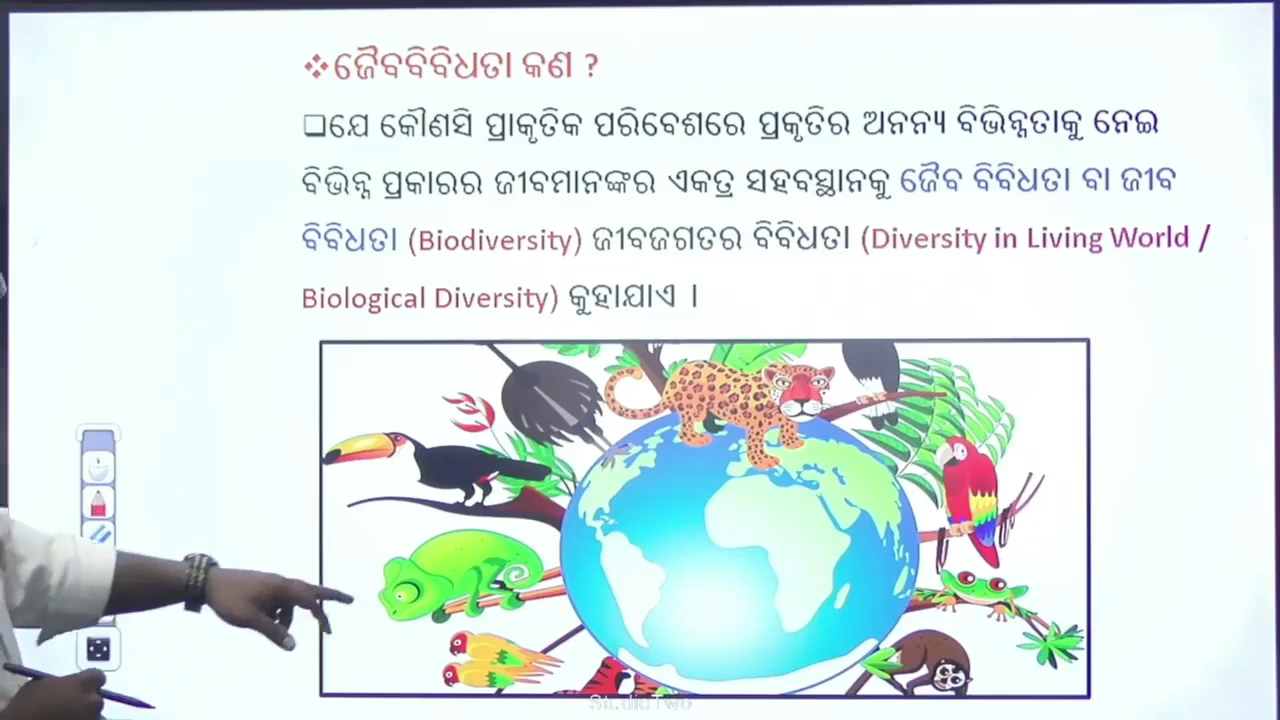 ❖ଜୈବବିବିଧତା କଣ ?
❑ଯେ କୌଣସି ପ୍ରାକୃତିକ ପରିବେଶରେ ପ୍ରକୃତିର ଅନନ୍ୟ ବିଭିନ୍ନତାକୁ ନେଇ
ବିଭିନ୍ନ ପ୍ରକାରର ଜୀବମାନଙ୍କର ଏକତ୍ର ସହବସ୍ଥାନକୁ ଜୈବ ବିବିଧତା ବା ଜୀବ
ବିବିଧତା (Biodiversity) ଜୀବଜଗତର ବିବିଧତା (Diversity in Living World /
Biological Diversity) କୁହାଯାଏ ।
StudioTwo